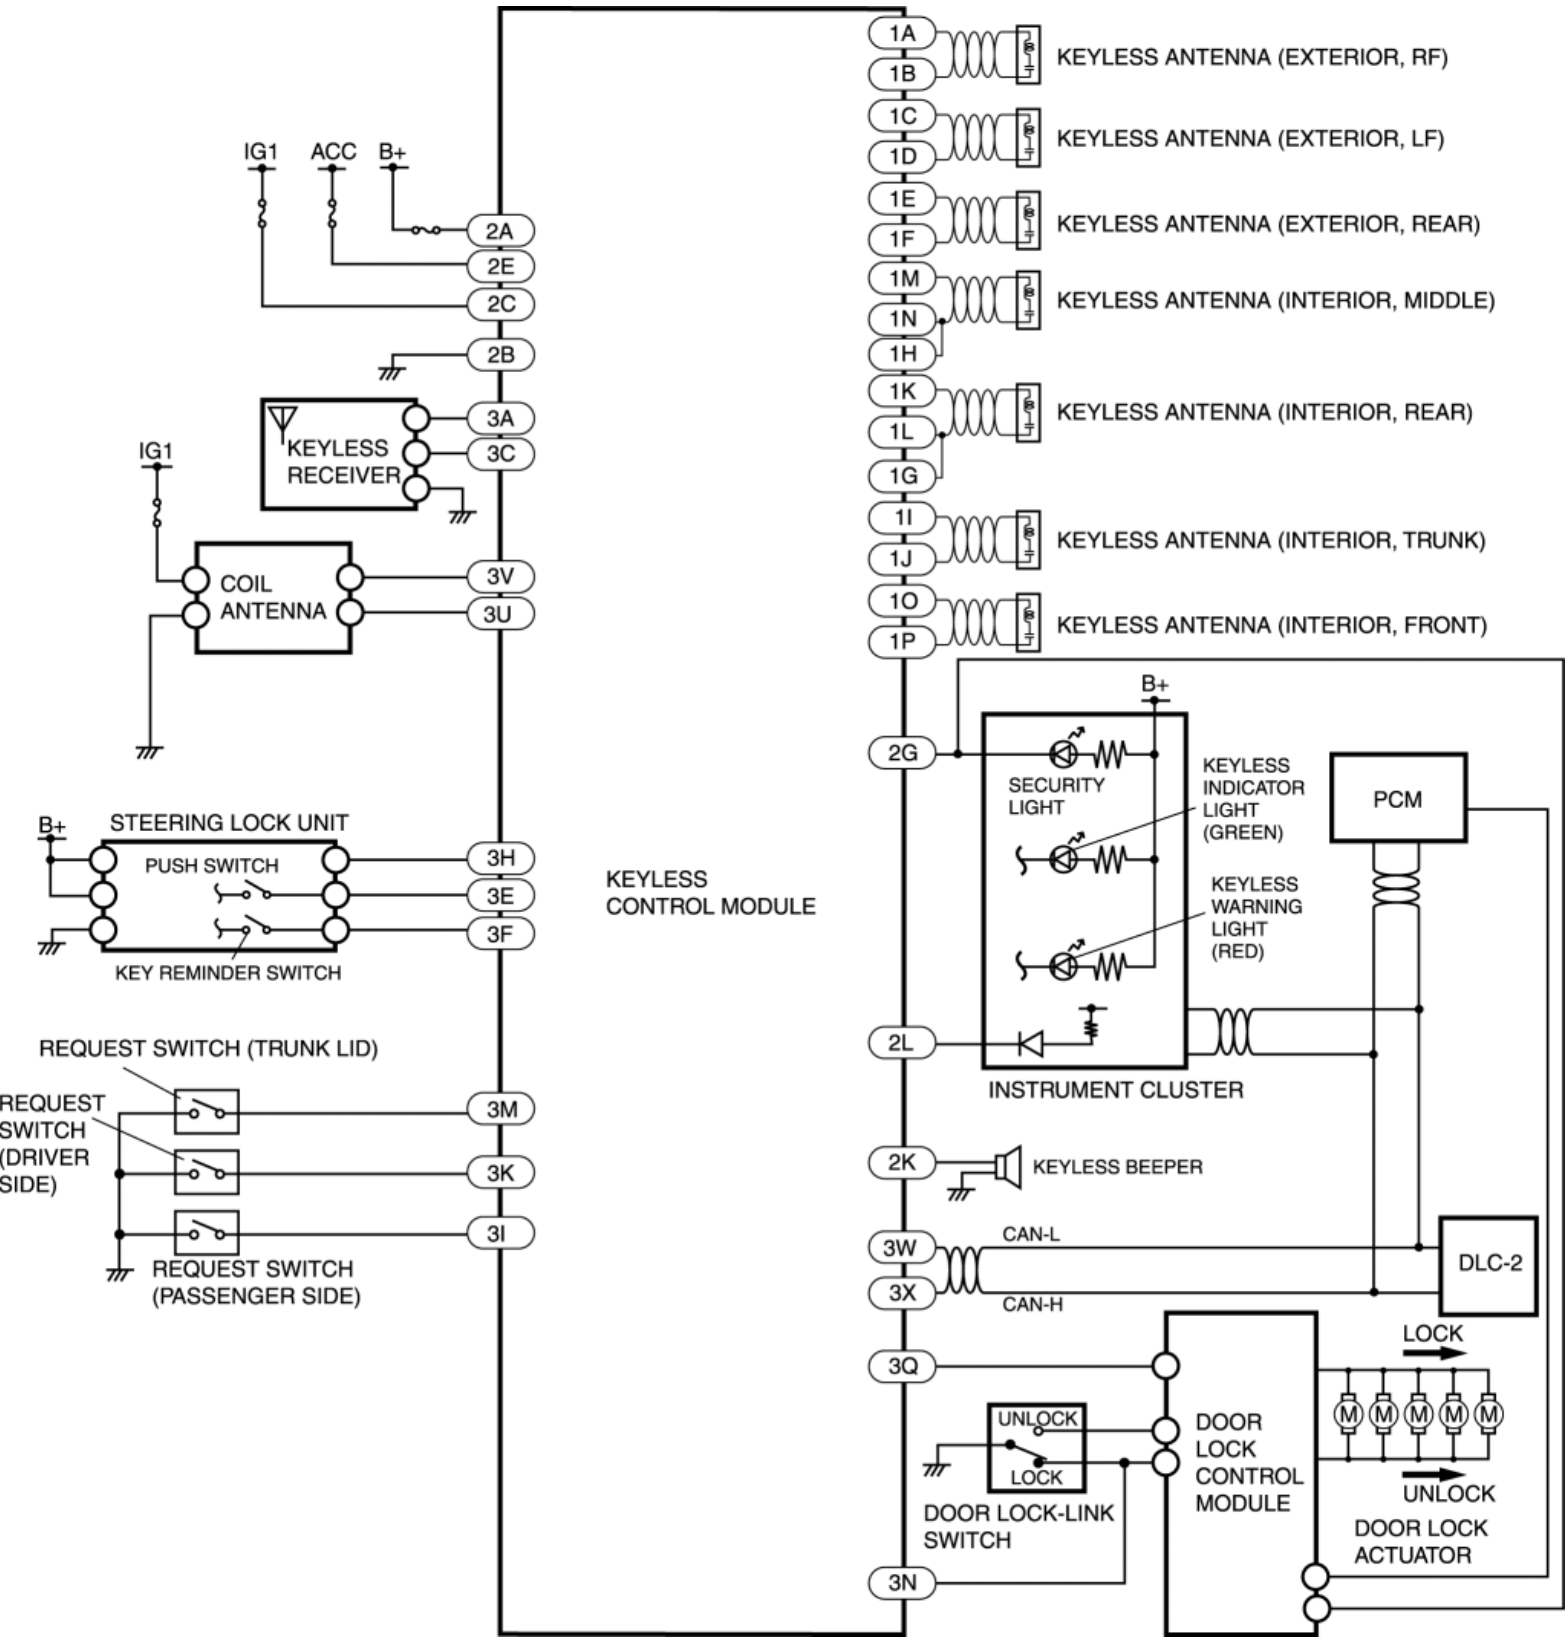 IG1
ACC
B+
2A
2E
2C
2B
KEYLESS
RECEIVER
3A
3C
IG1
COIL
ANTENNA
3V
3U
B+
STEERING LOCK UNIT
PUSH SWITCH
3H
3E
3F
KEY REMINDER SWITCH
REQUEST SWITCH (TRUNK LID)
REQUEST
SWITCH
(DRIVER
SIDE)
3M
3K
3I
REQUEST SWITCH
(PASSENGER SIDE)
KEYLESS
CONTROL MODULE
1A
1B
KEYLESS ANTENNA (EXTERIOR, RF)
1C
1D
KEYLESS ANTENNA (EXTERIOR, LF)
1E
1F
KEYLESS ANTENNA (EXTERIOR, REAR)
1M
1N
1H
KEYLESS ANTENNA (INTERIOR, MIDDLE)
1K
1L
1G
KEYLESS ANTENNA (INTERIOR, REAR)
1I
1J
KEYLESS ANTENNA (INTERIOR, TRUNK)
1O
1P
KEYLESS ANTENNA (INTERIOR, FRONT)
B+
2G
SECURITY
LIGHT
KEYLESS
INDICATOR
LIGHT
(GREEN)
KEYLESS
WARNING
LIGHT
(RED)
PCM
2L
INSTRUMENT CLUSTER
2K
KEYLESS BEEPER
3W
CAN-L
3X
CAN-H
DLC-2
3Q
UNLOCK
LOCK
DOOR LOCK-LINK
SWITCH
3N
DOOR
LOCK
CONTROL
MODULE
LOCK
M M M M M
UNLOCK
DOOR LOCK
ACTUATOR